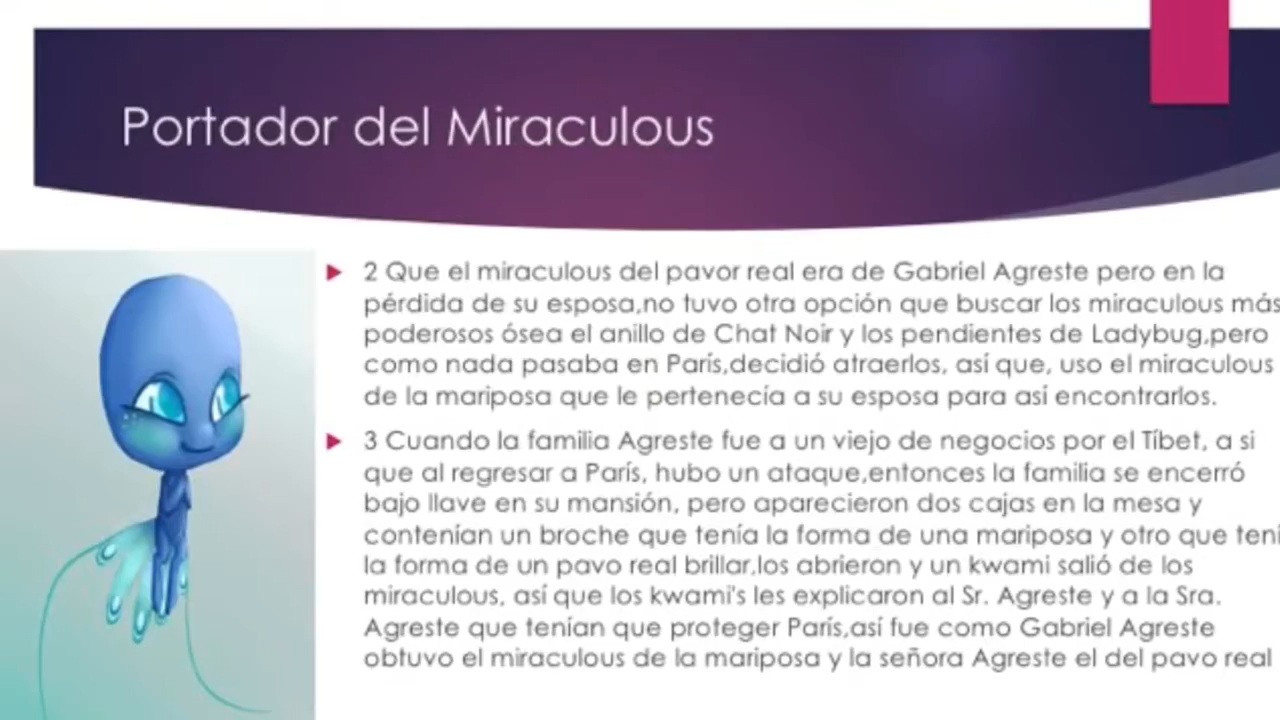 Portador del Miraculous
2 Que el miraculous del pavor real era de Gabriel Agreste pero en la
pérdida de su esposa,no tuvo otra opción que buscar los miraculous más
poderosos ósea el anillo de Chat Noir y los pendientes de Ladybug,pero
como nada pasaba en París,decidió atraerlos, así que, uso el miraculous
de la mariposa que le pertenecía a su esposa para así encontrarlos.
3 Cuando la familia Agreste fue a un viejo de negocios por el Tíbet, a si
que al regresar a París, hubo un ataque,entonces la familia se encerró
bajo llave en su mansión, pero aparecieron dos cajas en la mesa y
contenían un broche que tenía la forma de una mariposa y otro que tení
la forma de un pavo real brillar,los abrieron y un kwami salió de los
miraculous, así que los kwami's les explicaron al Sr. Agreste y a la Sra.
Agreste que tenían que proteger París,así fue como Gabriel Agreste
obtuvo el miraculous de la mariposa y la señora Agreste el del pavo real